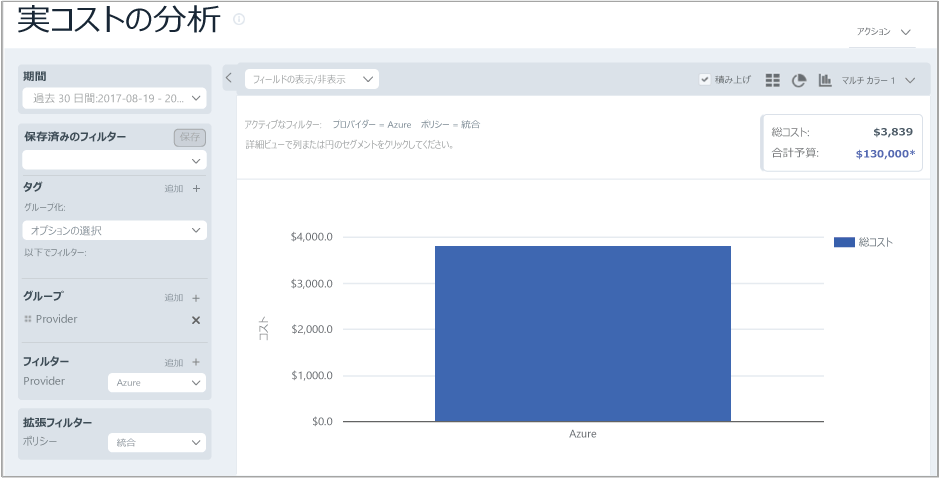 実コストの分析
アクション
期間
過去 30 日間:2017-08-19 - 20...
保存済みのフィルター 保存
タグ 追加 +
グループ化:
オプションの選択
以下でフィルター:
グループ 追加 +
Provider
フィルター 追加 +
Provider Azure
拡張フィルター
ポリシー 統合
フィールドの表示/非表示 積み上げ マルチ カラー 1
アクティブなフィルター: プロバイダー = Azure ポリシー = 統合
詳細ビューで列または円のセグメントをクリックしてください。
総コスト: $3,839
合計予算: $130,000*
$4,000.0
$3,000.0
$2,000.0
$1,000.0
$0.0
コスト
Azure
総コスト